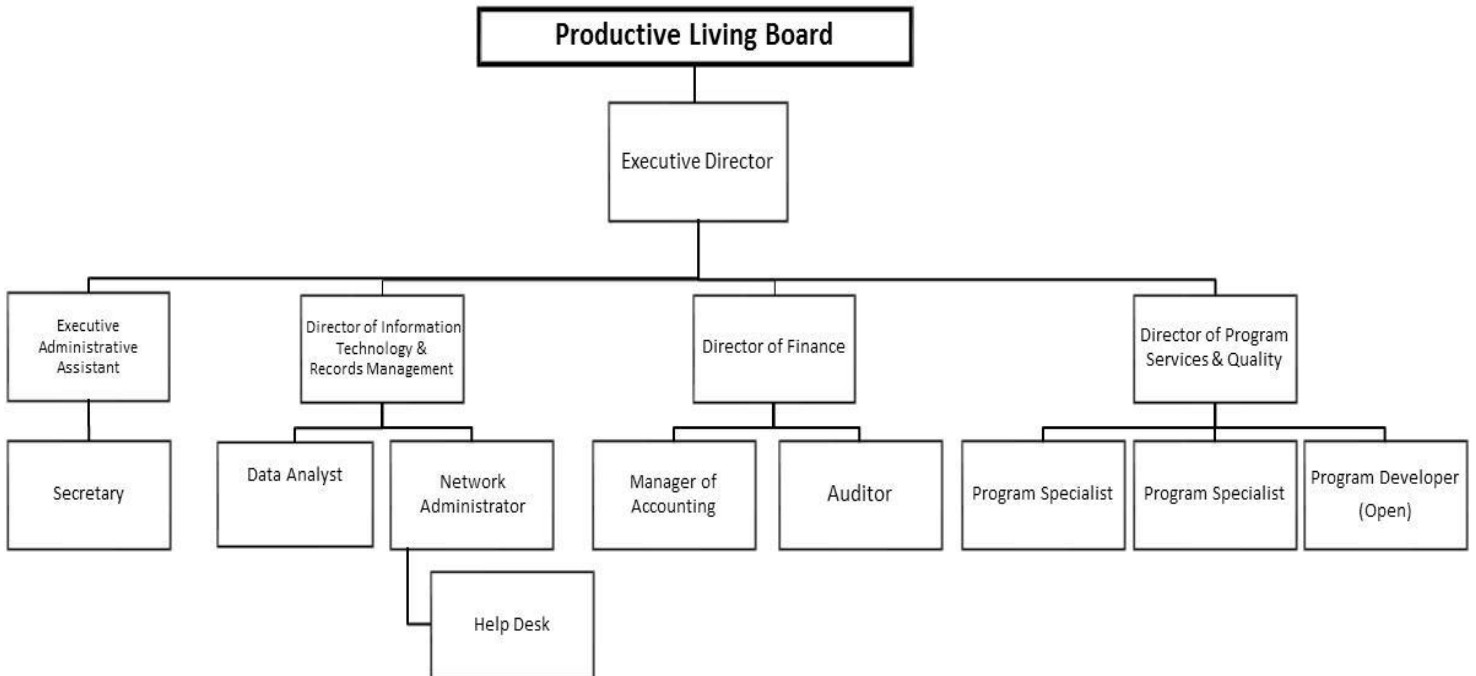 Productive Living Board
Executive Director
Executive
Administrative
Assistant
Director of Information
Technology &
Records Management
Director of Finance
Director of Program
Services & Quality
Secretary
Data Analyst
Network
Administrator
Manager of
Accounting
Auditor
Program Specialist
Program Specialist
Program Developer
(Open)
Help Desk